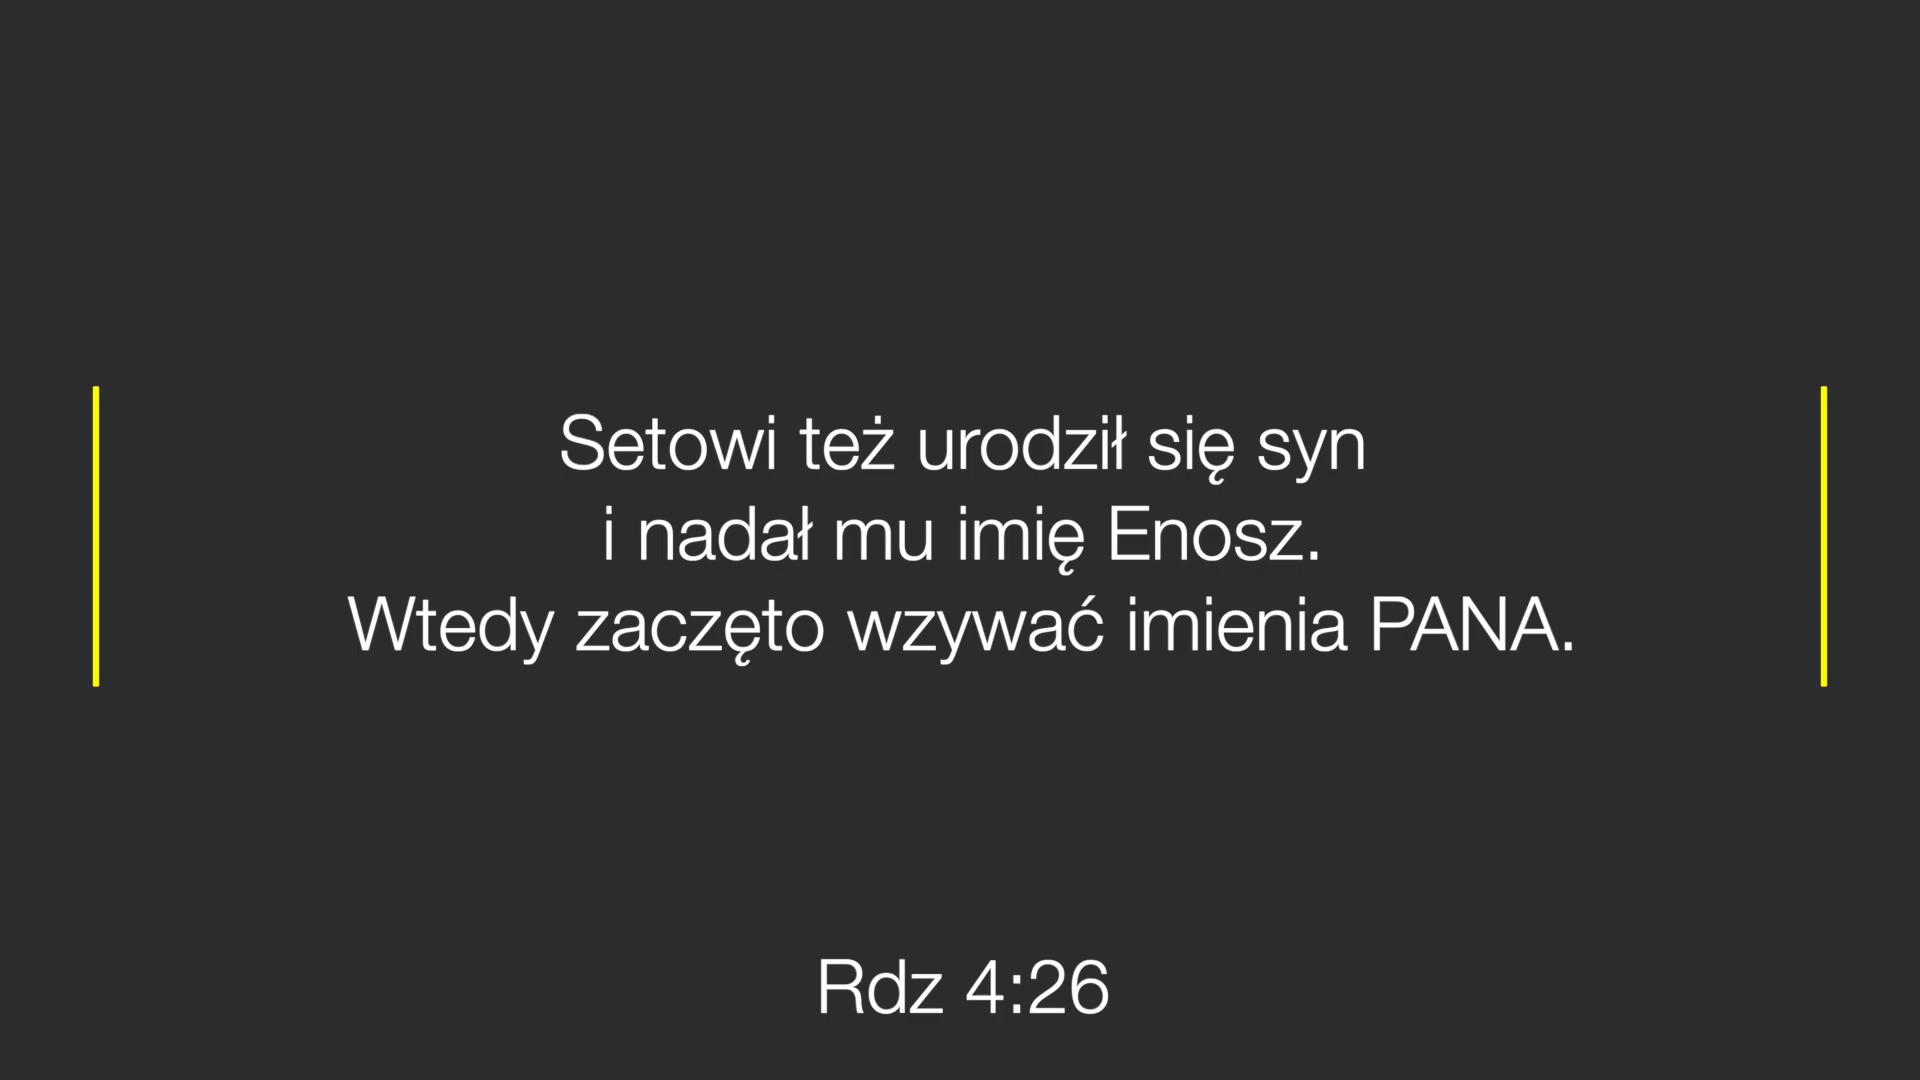 Setowi też urodził się syn
i nadał mu imię Enosz.
Wtedy zaczęto wzywać imienia PANA.
Rdz 4:26